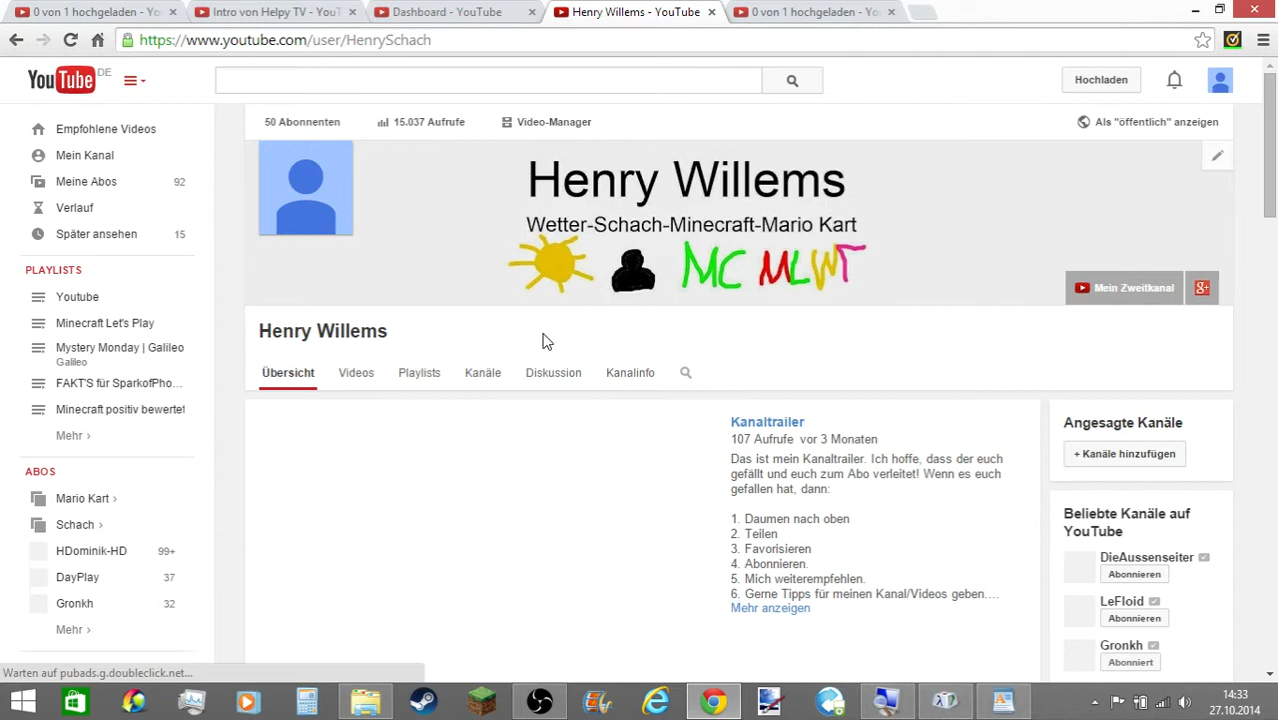 0 von 1 hochgeladen - You
Intro von Helpy TV - YouT
Dashboard - YouTube
Henry Willems - YouTube
0 von 1 hochgeladen - You
https://www.youtube.com/user/HenrySchach
YouTube DE
Hochladen
50 Abonnenten
15.037 Aufrufe
Video-Manager
Als "öffentlich" anzeigen
Henry Willems
Wetter-Schach-Minecraft-Mario Kart
MC MLWT
Mein Zweitkanal
Henry Willems
Übersicht
Videos
Playlists
Kanäle
Diskussion
Kanalinfo
Empfohlene Videos
Mein Kanal
Meine Abos 92
Verlauf
Später ansehen 15
PLAYLISTS
Youtube
Minecraft Let's Play
Mystery Monday | Galileo
Galileo
FAKT'S für SparkofPho...
Minecraft positiv bewertet
Mehr ›
ABOS
Mario Kart ›
Schach ›
HDominik-HD 99+
DayPlay 37
Gronkh 32
Mehr ›
Kanaltrailer
107 Aufrufe vor 3 Monaten
Das ist mein Kanaltrailer. Ich hoffe, dass der euch
gefällt und euch zum Abo verleitet! Wenn es euch
gefallen hat, dann:
1. Daumen nach oben
2. Teilen
3. Favorisieren
4. Abonnieren.
5. Mich weiterempfehlen.
6. Gerne Tipps für meinen Kanal/Videos geben....
Mehr anzeigen
Angesagte Kanäle
+ Kanäle hinzufügen
Beliebte Kanäle auf
YouTube
DieAussenseiter
Abonnieren
LeFloid
Abonnieren
Gronkh
Abonniert
Warten auf pubads.g.doubleclick.net...
14:33
27.10.2014